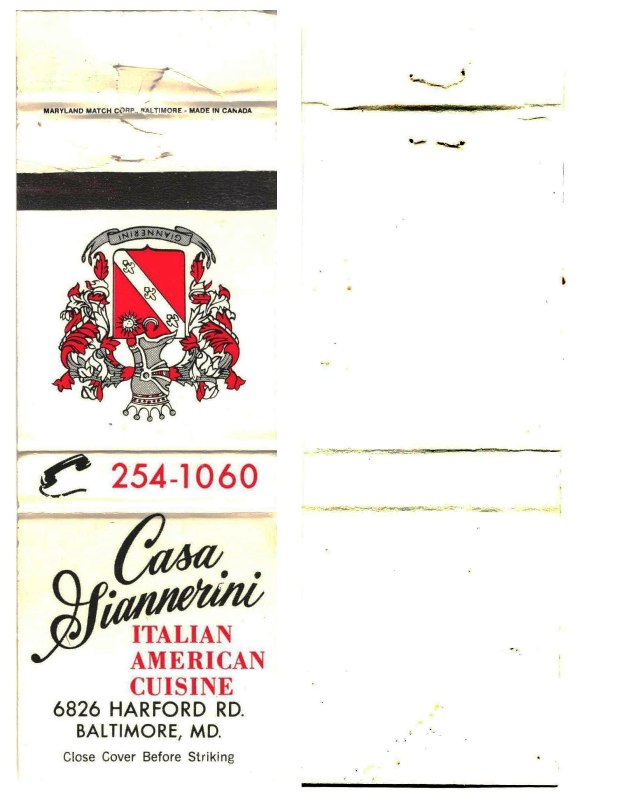 MARYLAND MATCH CORP., BALTIMORE - MADE IN CANADA
GIANNERINI
254-1060
Casa
Giannerini
ITALIAN
AMERICAN
CUISINE
6826 HARFORD RD.
BALTIMORE, MD.
Close Cover Before Striking